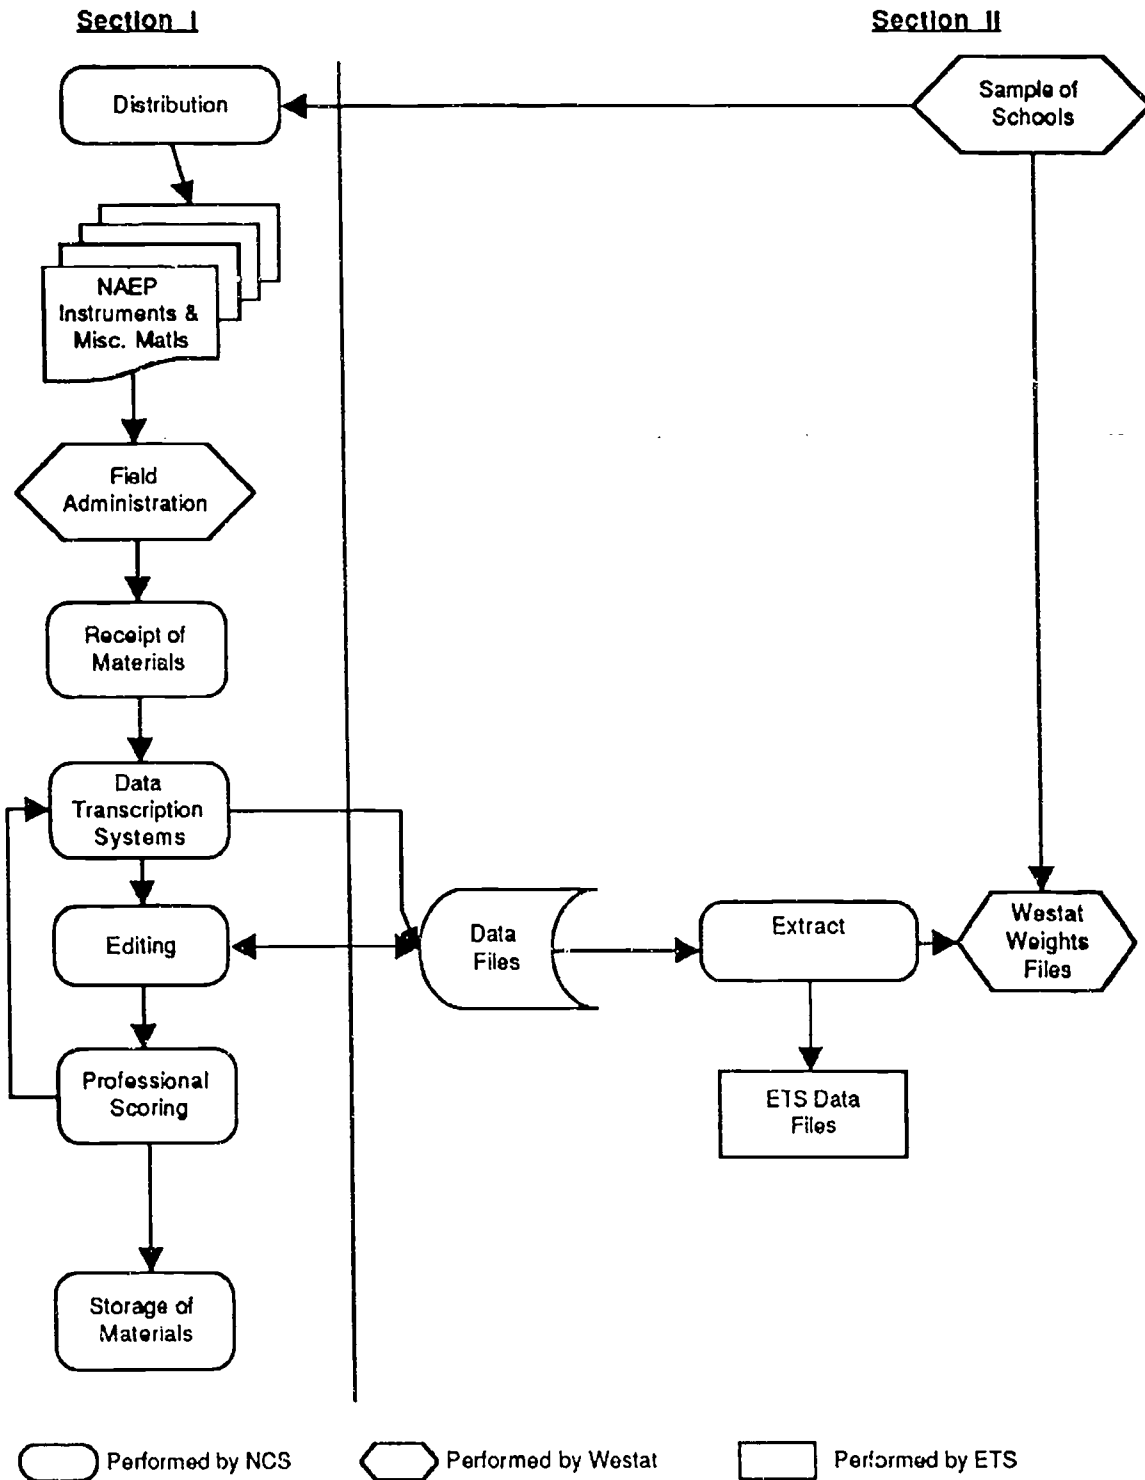 Section I
Section II
Distribution
Sample of
Schools
NAEP
Instruments &
Misc. Matls
Field
Administration
Receipt of
Materials
Data
Transcription
Systems
Editing
Data
Files
Extract
Westat
Weights
Files
Professional
Scoring
ETS Data
Files
Storage of
Materials
Performed by NCS
Performed by Westat
Performed by ETS